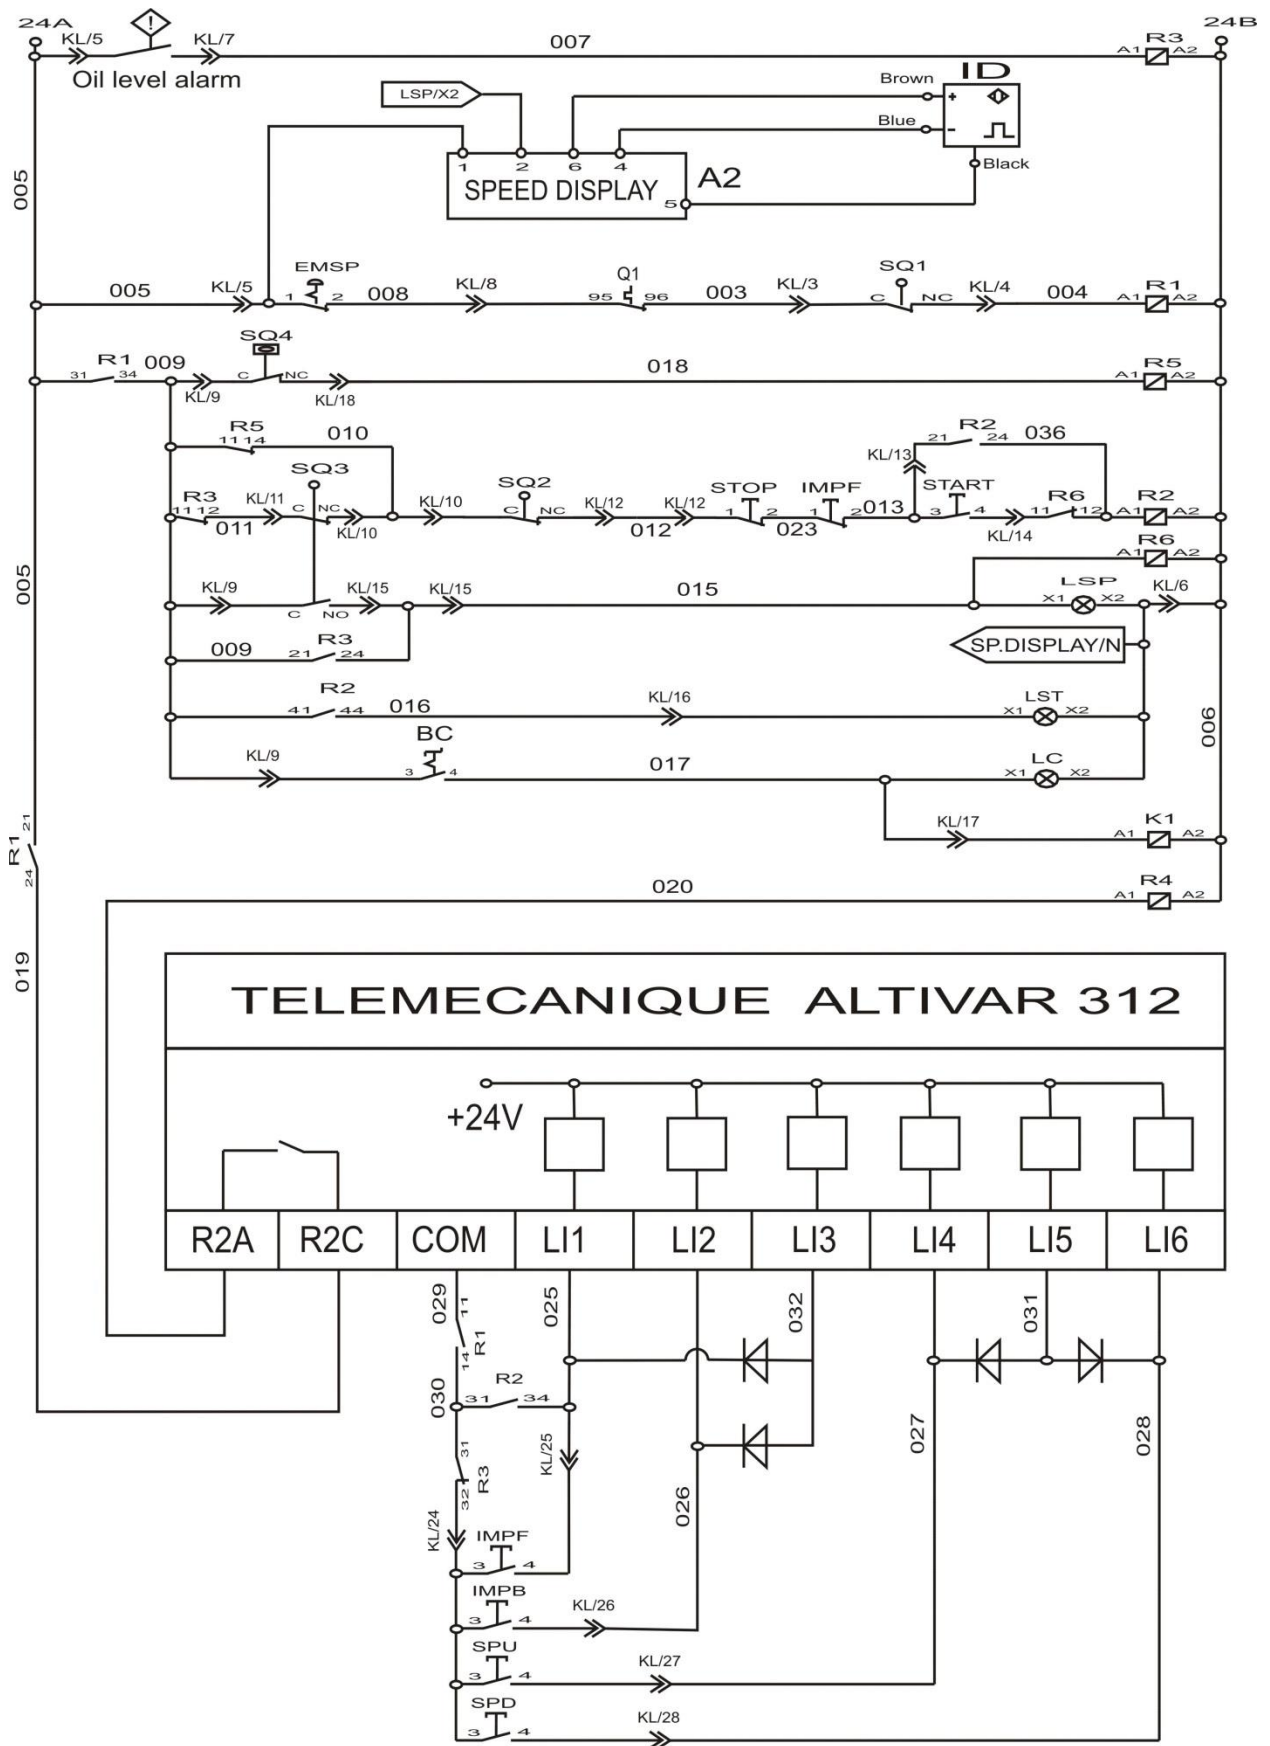 24A 24B
KL/5 ! KL/7 007 R3
A1 A2
Oil level alarm
ID
LSP/X2 Brown +
Blue -
Black
1 2 6 4
SPEED DISPLAY A2
5
005
EMSP Q1 SQ1
005 KL/5 1 2 008 KL/8 95 96 003 KL/3 C NC KL/4 004 R1
A1 A2
SQ4
R1 009 018 R5
31 34 C NC A1 A2
KL/9 KL/18
R5 010 R2 036
11 14 21 24
KL/13
SQ3 SQ2 STOP IMPF START
R3 KL/11 C NC KL/10 C NC KL/12 KL/12 1 2 1 2 013 3 4 R6 R2
11 12 011 KL/10 012 023 KL/14 11 12 A1 A2
R6
A1 A2
005
KL/9 KL/15 KL/15 015 LSP KL/6
C NO X1 X2
R3
009 21 24 SP.DISPLAY/N
R2 KL/16 LST
41 44 016 X1 X2
006
BC
KL/9 3 4 017 LC
X1 X2
R1 21 24
KL/17 K1
A1 A2
020 R4
A1 A2
019
TELEMECANIQUE ALTIVAR 312
+24V
R2A R2C COM LI1 LI2 LI3 LI4 LI5 LI6
029 11 025 032 031
14 R1
R2
030 31 34
027 028
31 KL/25
32 R3
026
KL/24
IMPF
3 4
IMPB
3 4 KL/26
SPU
3 4 KL/27
SPD
3 4 KL/28